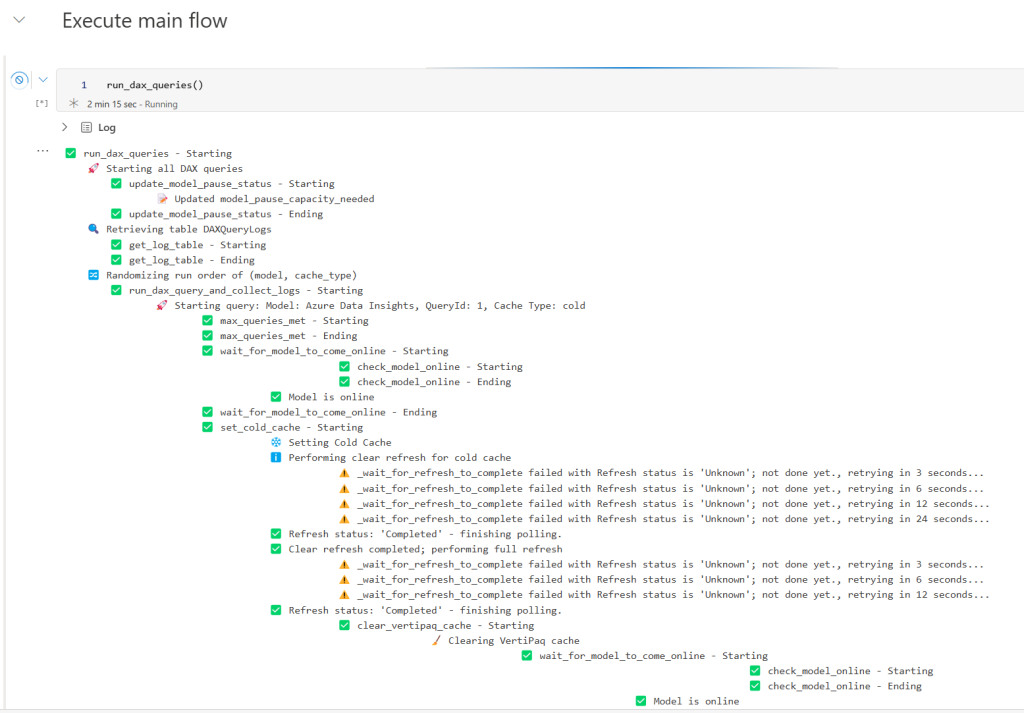 Execute main flow
1 run_dax_queries()
[*] 2 min 15 sec - Running
Log
...
✅ run_dax_queries - Starting
🚀 Starting all DAX queries
✅ update_model_pause_status - Starting
📝 Updated model_pause_capacity_needed
✅ update_model_pause_status - Ending
🔍 Retrieving table DAXQueryLogs
✅ get_log_table - Starting
✅ get_log_table - Ending
🔀 Randomizing run order of (model, cache_type)
✅ run_dax_query_and_collect_logs - Starting
🚀 Starting query: Model: Azure Data Insights, QueryId: 1, Cache Type: cold
✅ max_queries_met - Starting
✅ max_queries_met - Ending
✅ wait_for_model_to_come_online - Starting
✅ check_model_online - Starting
✅ check_model_online - Ending
✅ Model is online
✅ wait_for_model_to_come_online - Ending
✅ set_cold_cache - Starting
❄️ Setting Cold Cache
ℹ️ Performing clear refresh for cold cache
⚠️ _wait_for_refresh_to_complete failed with Refresh status is 'Unknown'; not done yet., retrying in 3 seconds...
⚠️ _wait_for_refresh_to_complete failed with Refresh status is 'Unknown'; not done yet., retrying in 6 seconds...
⚠️ _wait_for_refresh_to_complete failed with Refresh status is 'Unknown'; not done yet., retrying in 12 seconds...
⚠️ _wait_for_refresh_to_complete failed with Refresh status is 'Unknown'; not done yet., retrying in 24 seconds...
✅ Refresh status: 'Completed' - finishing polling.
✅ Clear refresh completed; performing full refresh
⚠️ _wait_for_refresh_to_complete failed with Refresh status is 'Unknown'; not done yet., retrying in 3 seconds...
⚠️ _wait_for_refresh_to_complete failed with Refresh status is 'Unknown'; not done yet., retrying in 6 seconds...
⚠️ _wait_for_refresh_to_complete failed with Refresh status is 'Unknown'; not done yet., retrying in 12 seconds...
✅ Refresh status: 'Completed' - finishing polling.
✅ clear_vertipaq_cache - Starting
🧹 Clearing VertiPaq cache
✅ wait_for_model_to_come_online - Starting
✅ check_model_online - Starting
✅ check_model_online - Ending
✅ Model is online